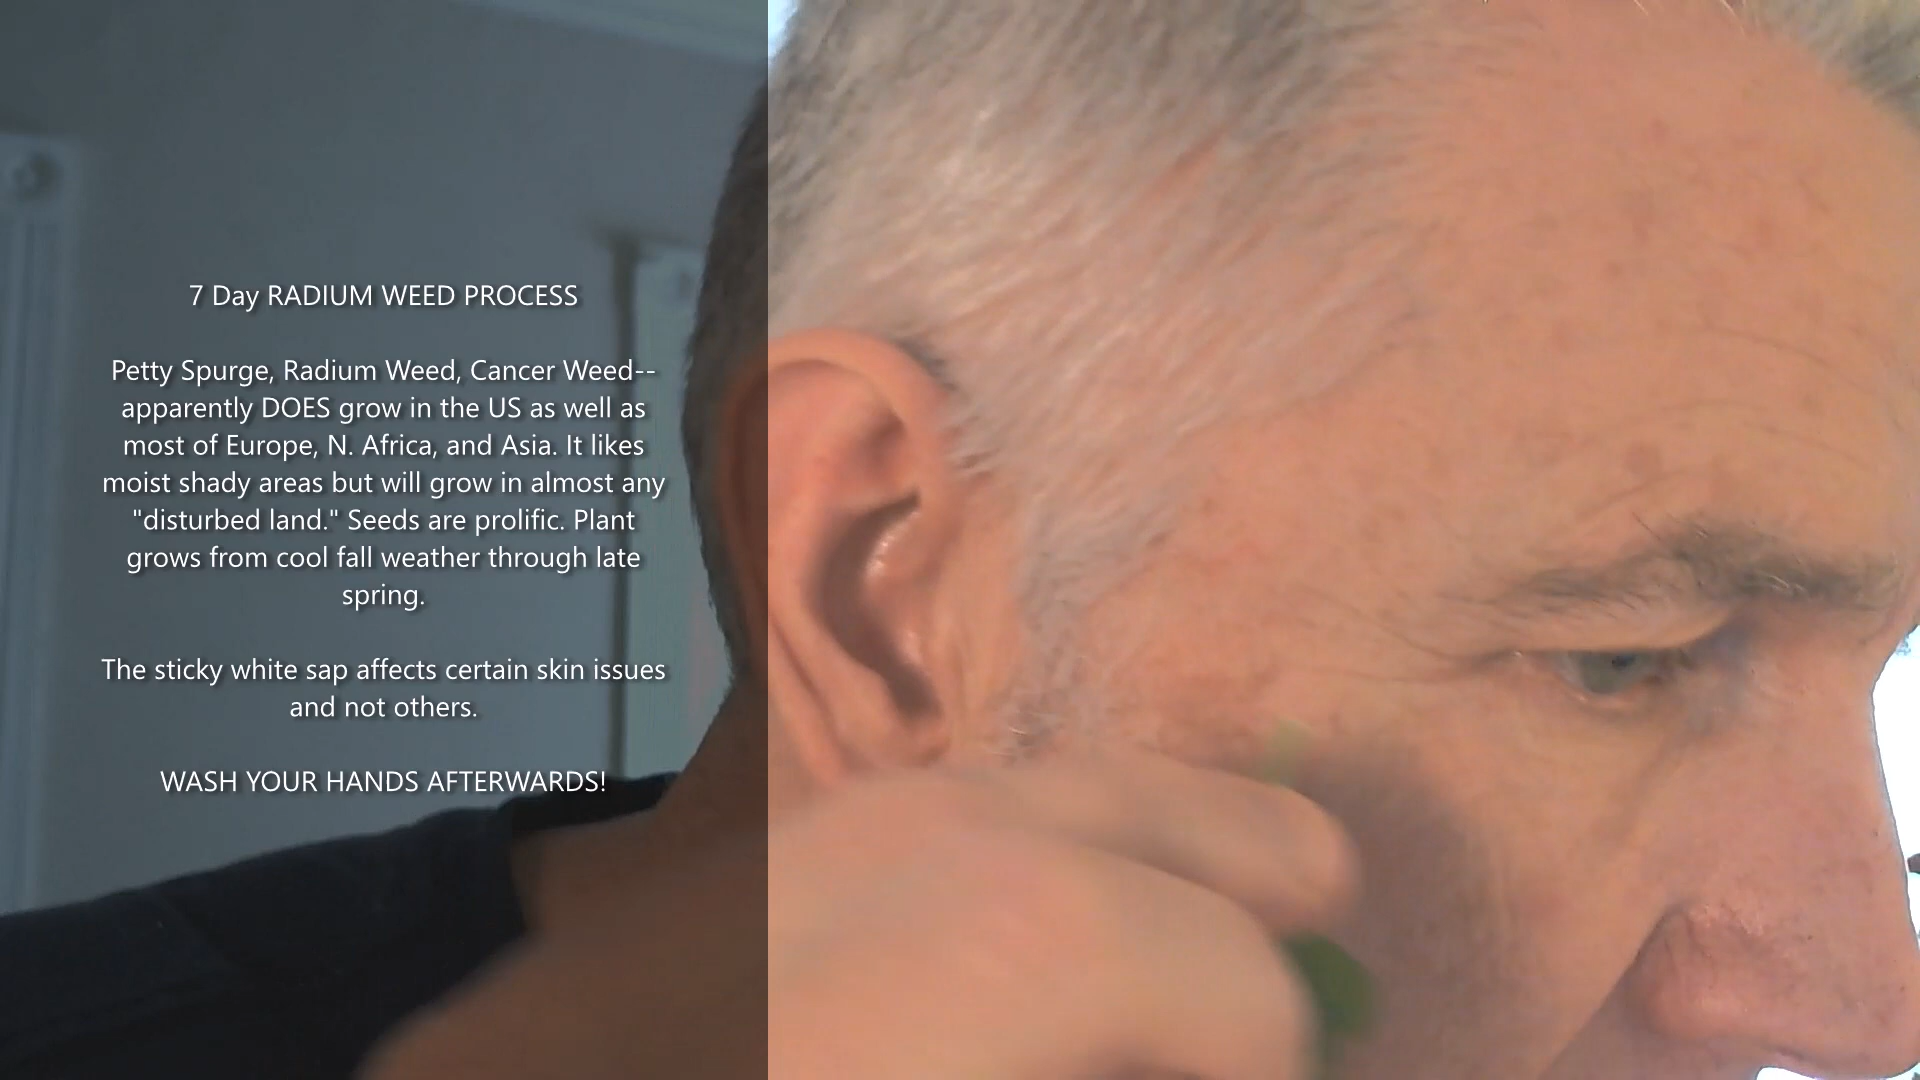 7 Day RADIUM WEED PROCESS
Petty Spurge, Radium Weed, Cancer Weed--
apparently DOES grow in the US as well as
most of Europe, N. Africa, and Asia. It likes
moist shady areas but will grow in almost any
"disturbed land." Seeds are prolific. Plant
grows from cool fall weather through late
spring.
The sticky white sap affects certain skin issues
and not others.
WASH YOUR HANDS AFTERWARDS!